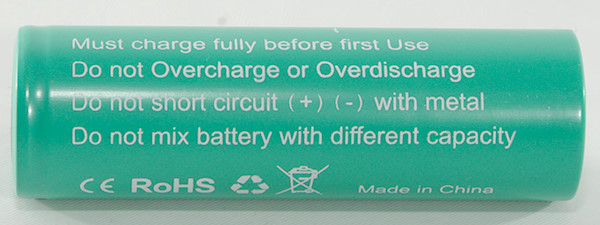 Must charge fully before first Use
Do not Overcharge or Overdischarge
Do not short circuit (+) (-) with metal
Do not mix battery with different capacity
CE RoHS Made in China